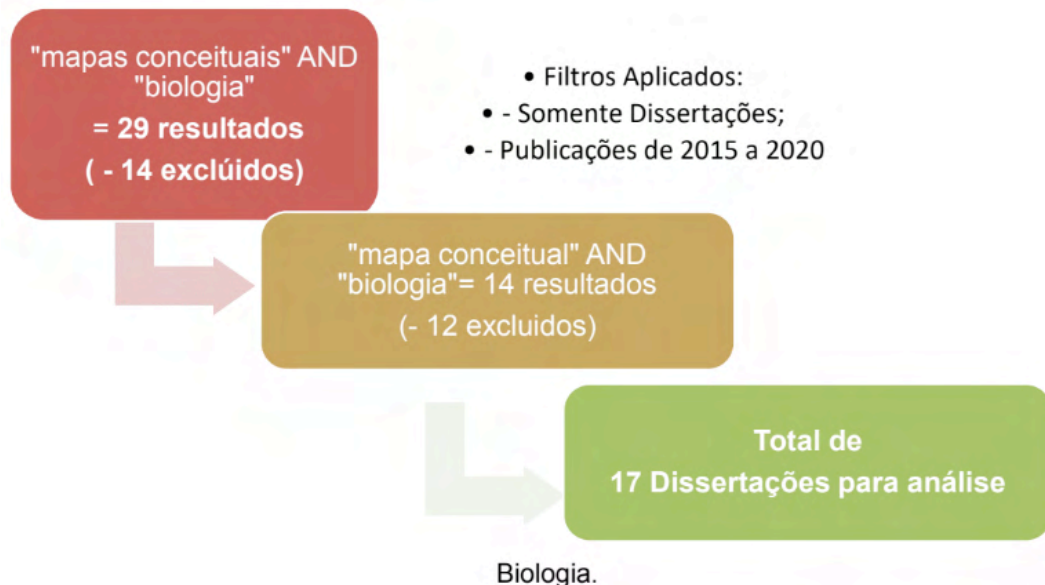 "mapas conceituais" AND
"biologia"
= 29 resultados
( - 14 exclúidos)
• Filtros Aplicados:
• - Somente Dissertações;
• - Publicações de 2015 a 2020
"mapa conceitual" AND
"biologia"= 14 resultados
(- 12 excluidos)
Total de
17 Dissertações para análise
Biologia.